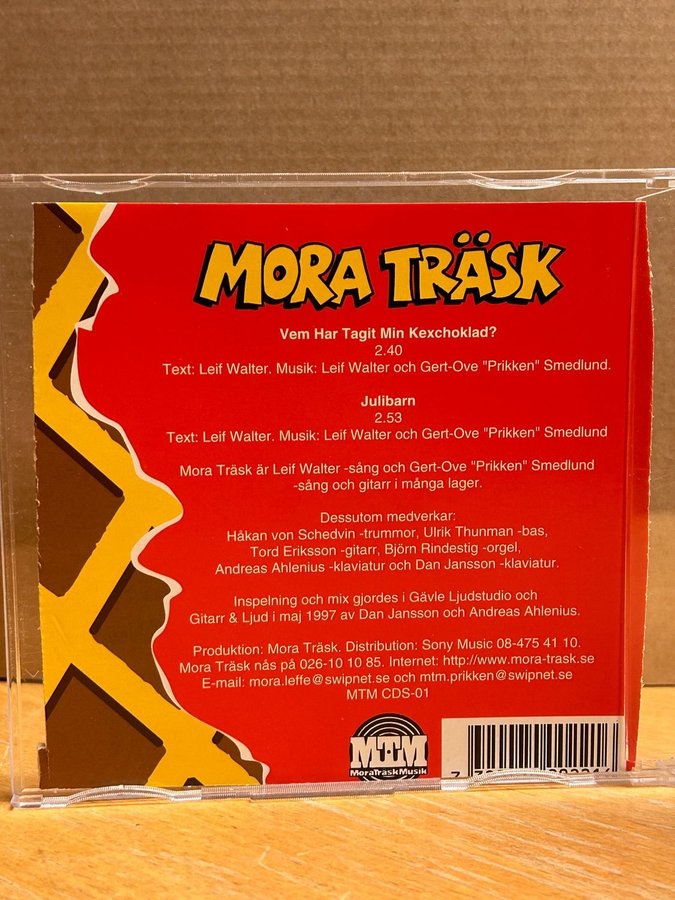 MORA TRÄSK
Vem Har Tagit Min Kexchoklad?
2.40
Text: Leif Walter. Musik: Leif Walter och Gert-Ove "Prikken" Smedlund.
Julibarn
2.53
Text: Leif Walter. Musik: Leif Walter och Gert-Ove "Prikken" Smedlund
Mora Träsk är Leif Walter -sång och Gert-Ove "Prikken" Smedlund
-sång och gitarr i många lager.
Dessutom medverkar:
Håkan von Schedvin -trummor, Ulrik Thunman -bas,
Tord Eriksson -gitarr, Björn Rindestig -orgel,
Andreas Ahlenius -klaviatur och Dan Jansson -klaviatur.
Inspelning och mix gjordes i Gävle Ljudstudio och
Gitarr & Ljud i maj 1997 av Dan Jansson och Andreas Ahlenius.
Produktion: Mora Träsk. Distribution: Sony Music 08-475 41 10.
Mora Träsk nås på 026-10 10 85. Internet: http://www.mora-trask.se
E-mail: mora.leffe@swipnet.se och mtm.prikken@swipnet.se
MTM CDS-01
MTM
MoraTräskMusik